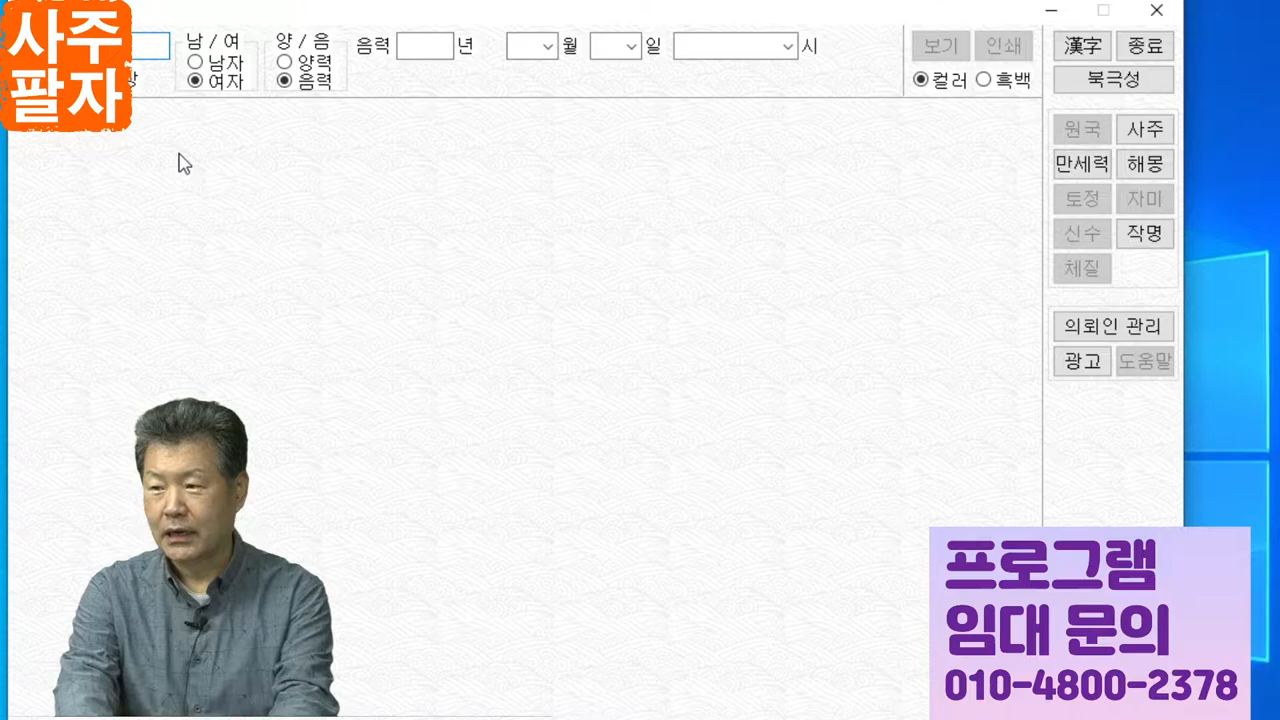 사주
팔자
남 / 여
남자
여자
양 / 음
양력
음력
음력
년
월
일
시
보기
인쇄
컬러
흑백
漢字
종료
북극성
원국
사주
만세력
해몽
토정
자미
신수
작명
체질
의뢰인 관리
광고
도움말
프로그램
임대 문의
010-4800-2378